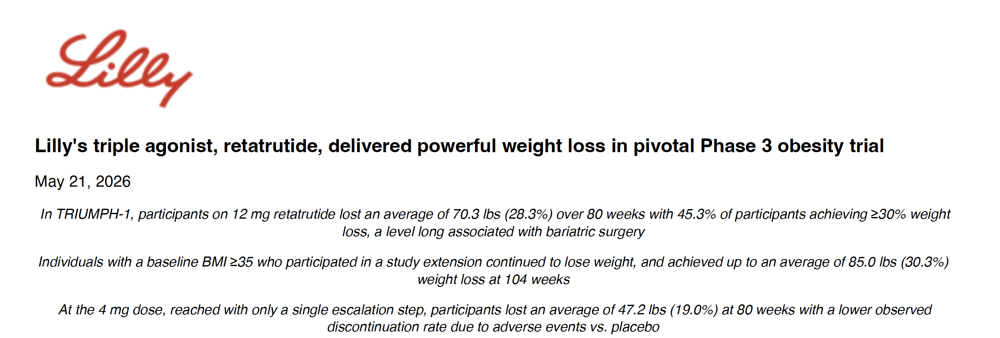 Lilly
Lilly's triple agonist, retatrutide, delivered powerful weight loss in pivotal Phase 3 obesity trial
May 21, 2026
In TRIUMPH-1, participants on 12 mg retatrutide lost an average of 70.3 lbs (28.3%) over 80 weeks with 45.3% of participants achieving ≥30% weight
loss, a level long associated with bariatric surgery
Individuals with a baseline BMI ≥35 who participated in a study extension continued to lose weight, and achieved up to an average of 85.0 lbs (30.3%)
weight loss at 104 weeks
At the 4 mg dose, reached with only a single escalation step, participants lost an average of 47.2 lbs (19.0%) at 80 weeks with a lower observed
discontinuation rate due to adverse events vs. placebo